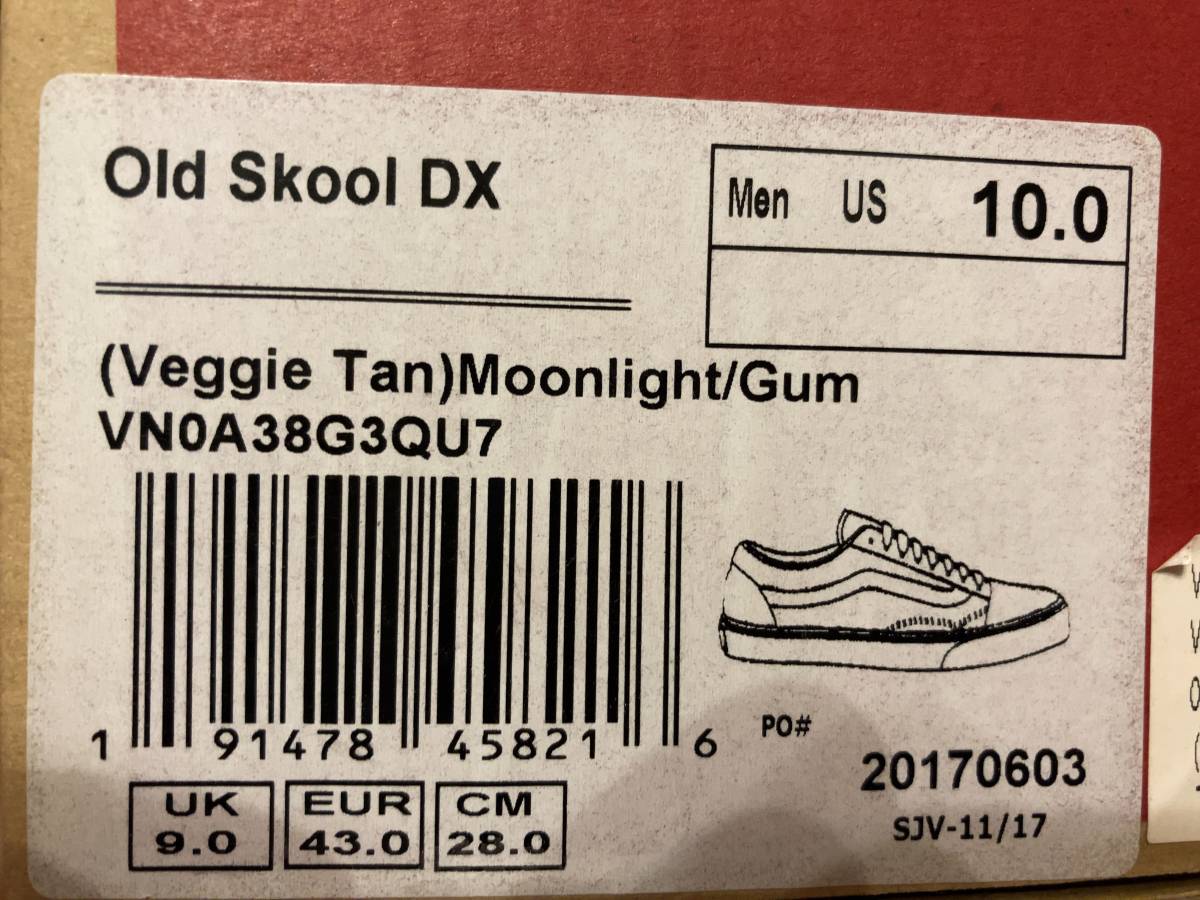 Old Skool DX
Men US 10.0
(Veggie Tan)Moonlight/Gum
VN0A38G3QU7
1 91478 45821 6
PO#
20170603
SJV-11/17
UK EUR CM
9.0 43.0 28.0